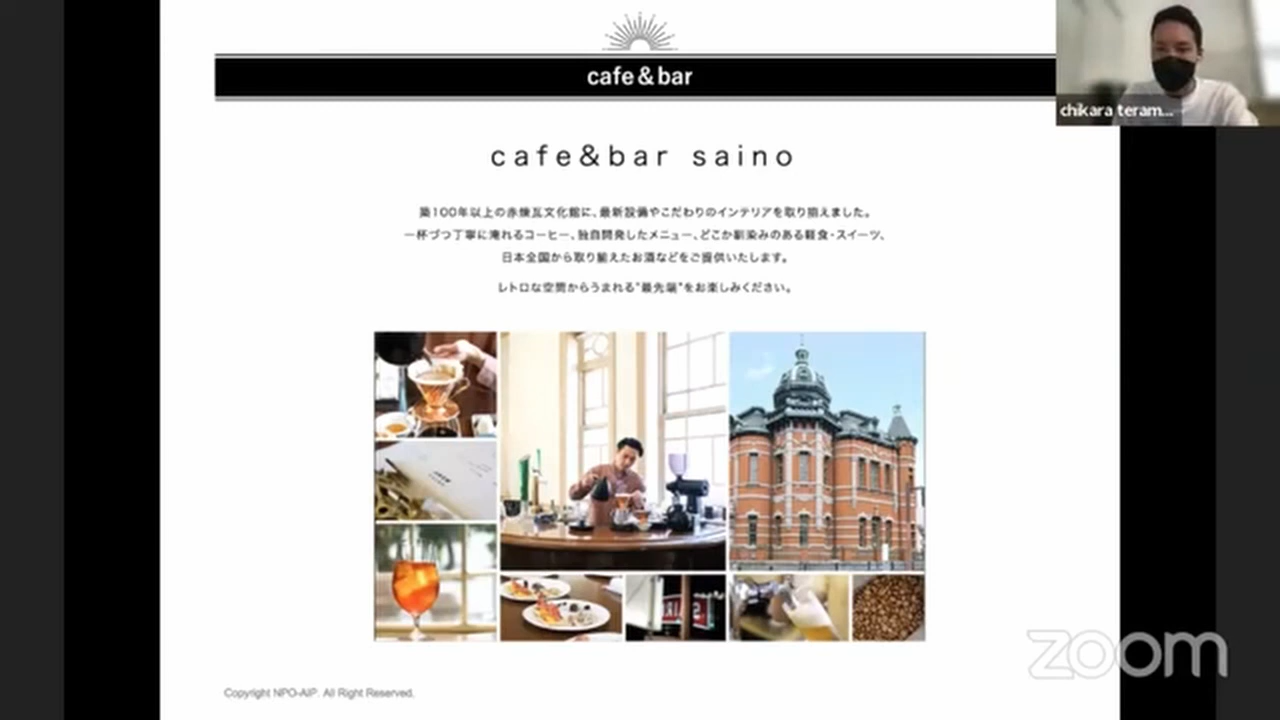 cafe&bar
chikara teram...
cafe&bar saino
築100年以上の赤煉瓦文化館に、最新設備やこだわりのインテリアを取り揃えました。
一杯づつ丁寧に淹れるコーヒー、独自開発したメニュー、どこか馴染みのある軽食・スイーツ、
日本全国から取り揃えたお酒などをご提供いたします。
レトロな空間からうまれる"最先端"をお楽しみください。
zoom
Copyright NPO-AIP. All Right Reserved.